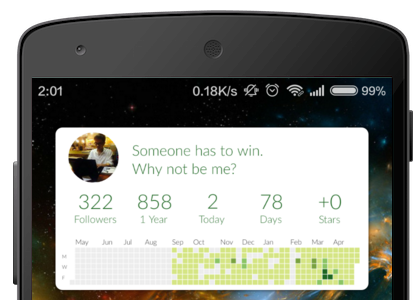 2:01 0.18K/s 99%
Someone has to win.
Why not be me?
322 858 2 78 +0
Followers 1 Year Today Days Stars
May Jun Jul Aug Sep Oct Nov Dec Jan Feb Mar Apr
M
W
F